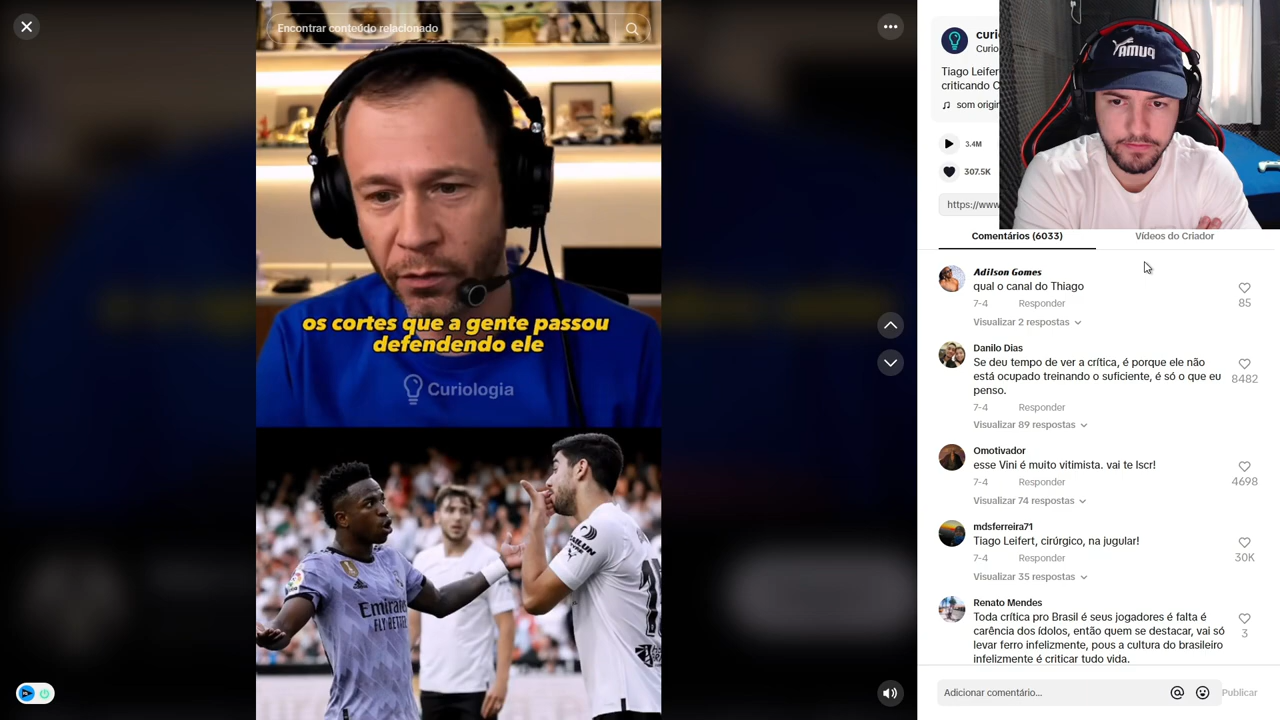 Encontrar conteúdo relacionado
os cortes que a gente passou
defendendo ele
Curiologia
Emirates
FLY BETTER
curi
Curio
Tiago Leifer
criticando C
som origin
3.4M
307.5K
https://www
Comentários (6033)
Vídeos do Criador
Adilson Gomes
qual o canal do Thiago
7-4 Responder
85
Visualizar 2 respostas
Danilo Dias
Se deu tempo de ver a crítica, é porque ele não
está ocupado treinando o suficiente, é só o que eu
penso.
8482
7-4 Responder
Visualizar 89 respostas
Omotivador
esse Vini é muito vitimista. vai te lscr!
4698
7-4 Responder
Visualizar 74 respostas
mdsferreira71
Tiago Leifert, cirúrgico, na jugular!
30K
7-4 Responder
Visualizar 35 respostas
Renato Mendes
Toda crítica pro Brasil é seus jogadores é falta é
carência dos ídolos, então quem se destacar, vai só
3
levar ferro infelizmente, pous a cultura do brasileiro
infelizmente é criticar tudo vida.
Adicionar comentário...
Publicar